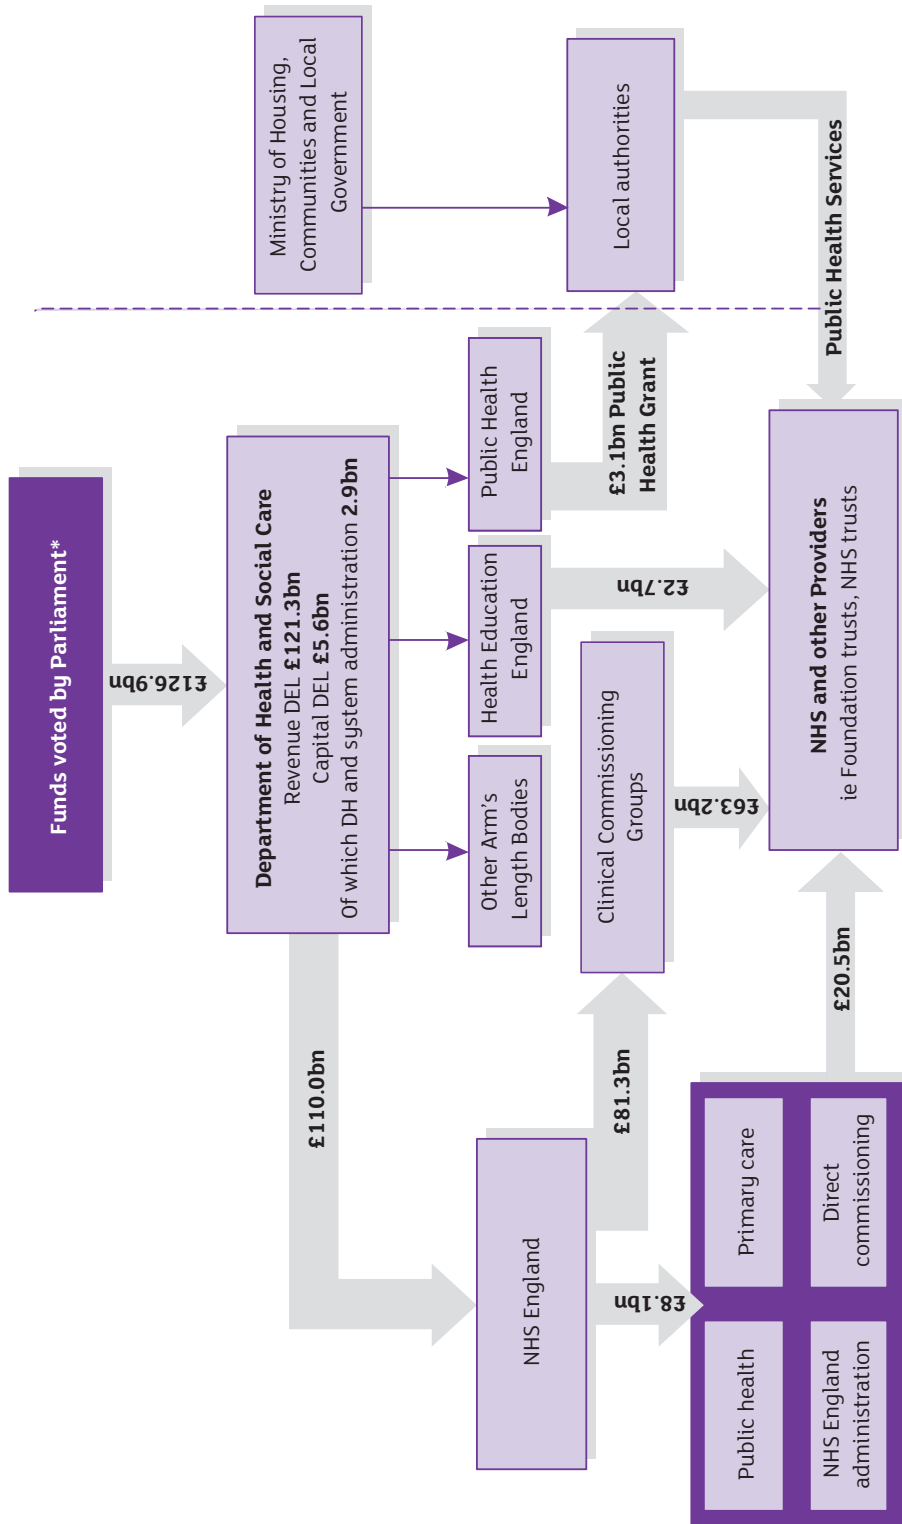 Funds voted by Parliament*
£126.9bn
Department of Health and Social Care
Revenue DEL £121.3bn
Capital DEL £5.6bn
Of which DH and system administration 2.9bn
Ministry of Housing,
Communities and Local
Government
£110.0bn
Other Arm's
Length Bodies
Health Education
England
Public Health
England
NHS England
£81.3bn
Clinical Commissioning
Groups
£3.1bn Public
Health Grant
Local authorities
£8.1bn
£63.2bn
£2.7bn
Public health
Primary care
NHS England
administration
Direct
commissioning
£20.5bn
NHS and other Providers
ie Foundation trusts, NHS trusts
Public Health Services